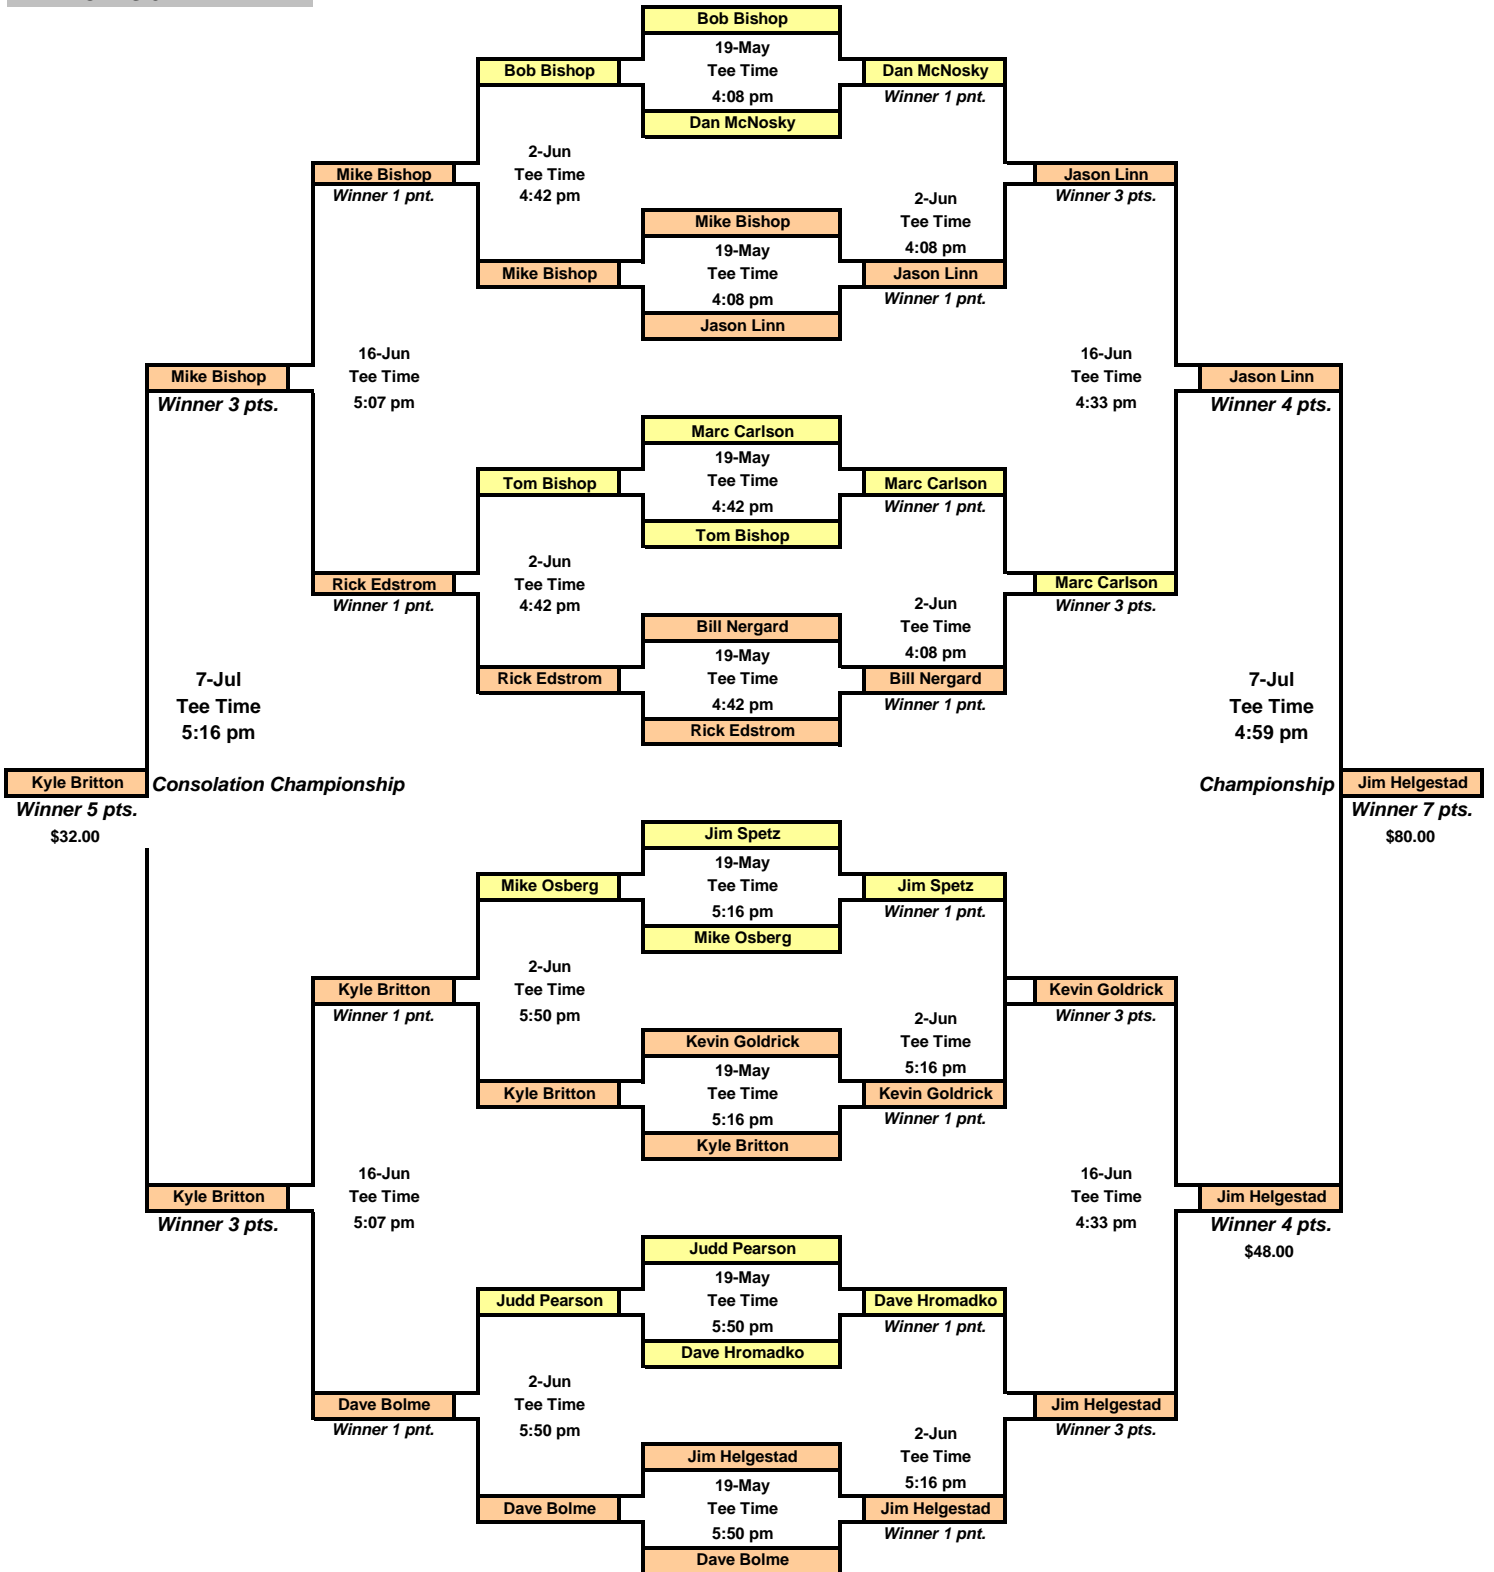 Bob Bishop
19-May
Bob Bishop
Tee Time
Dan McNosky
4:08 pm
Winner 1 pnt.
Dan McNosky
2-Jun
Mike Bishop
Tee Time
Jason Linn
Winner 1 pnt.
4:42 pm
2-Jun
Winner 3 pts.
Mike Bishop
Tee Time
19-May
4:08 pm
Mike Bishop
Tee Time
Jason Linn
4:08 pm
Winner 1 pnt.
Jason Linn
16-Jun
16-Jun
Mike Bishop
Tee Time
Tee Time
Jason Linn
Winner 3 pts.
5:07 pm
4:33 pm
Winner 4 pts.
Marc Carlson
19-May
Tom Bishop
Tee Time
Marc Carlson
4:42 pm
Winner 1 pnt.
Tom Bishop
2-Jun
Rick Edstrom
Tee Time
Marc Carlson
Winner 1 pnt.
4:42 pm
2-Jun
Winner 3 pts.
Bill Nergard
Tee Time
19-May
4:08 pm
7-Jul
Rick Edstrom
Tee Time
Bill Nergard
7-Jul
Tee Time
4:42 pm
Winner 1 pnt.
Tee Time
5:16 pm
Rick Edstrom
4:59 pm
Kyle Britton
Consolation Championship
Championship
Jim Helgestad
Winner 5 pts.
Winner 7 pts.
$32.00
Jim Spetz
$80.00
19-May
Mike Osberg
Tee Time
Jim Spetz
5:16 pm
Winner 1 pnt.
Mike Osberg
2-Jun
Kyle Britton
Tee Time
Kevin Goldrick
Winner 1 pnt.
5:50 pm
2-Jun
Winner 3 pts.
Kevin Goldrick
Tee Time
19-May
5:16 pm
Kyle Britton
Tee Time
Kevin Goldrick
5:16 pm
Winner 1 pnt.
Kyle Britton
16-Jun
16-Jun
Kyle Britton
Tee Time
Tee Time
Jim Helgestad
Winner 3 pts.
5:07 pm
4:33 pm
Winner 4 pts.
Judd Pearson
$48.00
19-May
Judd Pearson
Tee Time
Dave Hromadko
5:50 pm
Winner 1 pnt.
Dave Hromadko
2-Jun
Dave Bolme
Tee Time
Jim Helgestad
Winner 1 pnt.
5:50 pm
2-Jun
Winner 3 pts.
Jim Helgestad
Tee Time
19-May
5:16 pm
Dave Bolme
Tee Time
Jim Helgestad
5:50 pm
Winner 1 pnt.
Dave Bolme